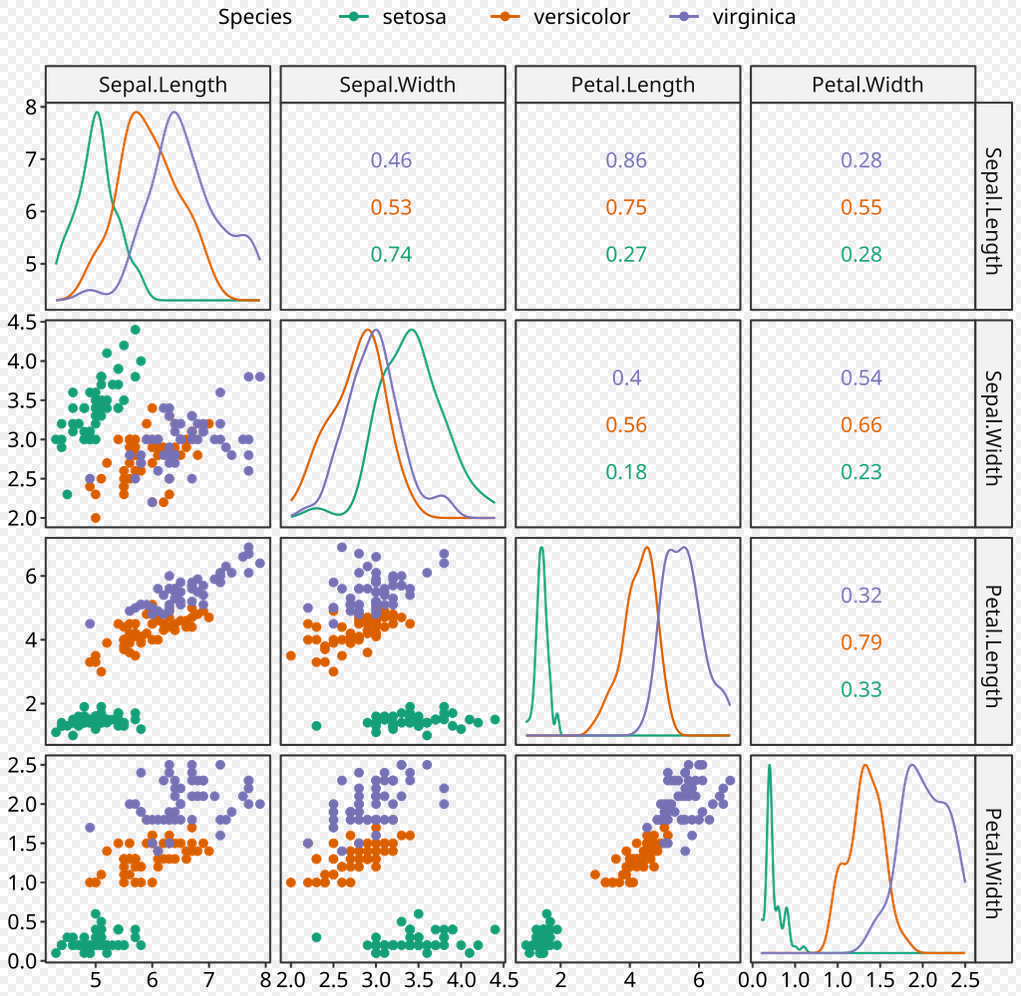 Species setosa versicolor virginica
Sepal.Length Sepal.Width Petal.Length Petal.Width
8
7
6
5
0.46 0.86 0.28
0.53 0.75 0.55
0.74 0.27 0.28
Sepal.Length
4.5
4.0
3.5
3.0
2.5
2.0
0.4 0.54
0.56 0.66
0.18 0.23
Sepal.Width
6
4
2
0.32
0.79
0.33
Petal.Length
2.5
2.0
1.5
1.0
0.5
0.0
Petal.Width
5 6 7 8 2.0 2.5 3.0 3.5 4.0 4.5 2 4 6 0.0 1.0 1.0 1.5 2.0 2.5